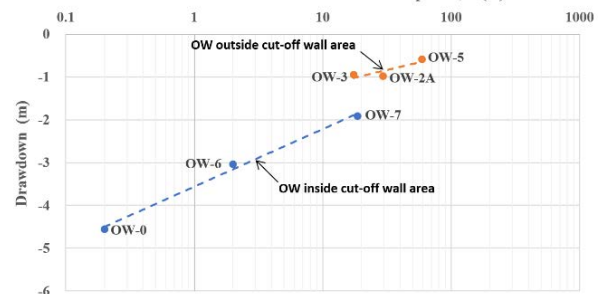 0.1 1 10 100 1000
0
OW outside cut-off wall area
OW-5
-1
OW-3
OW-2A
-2
OW-7
Drawdown (m)
-3
OW-6
OW inside cut-off wall area
-4
OW-0
-5
-6